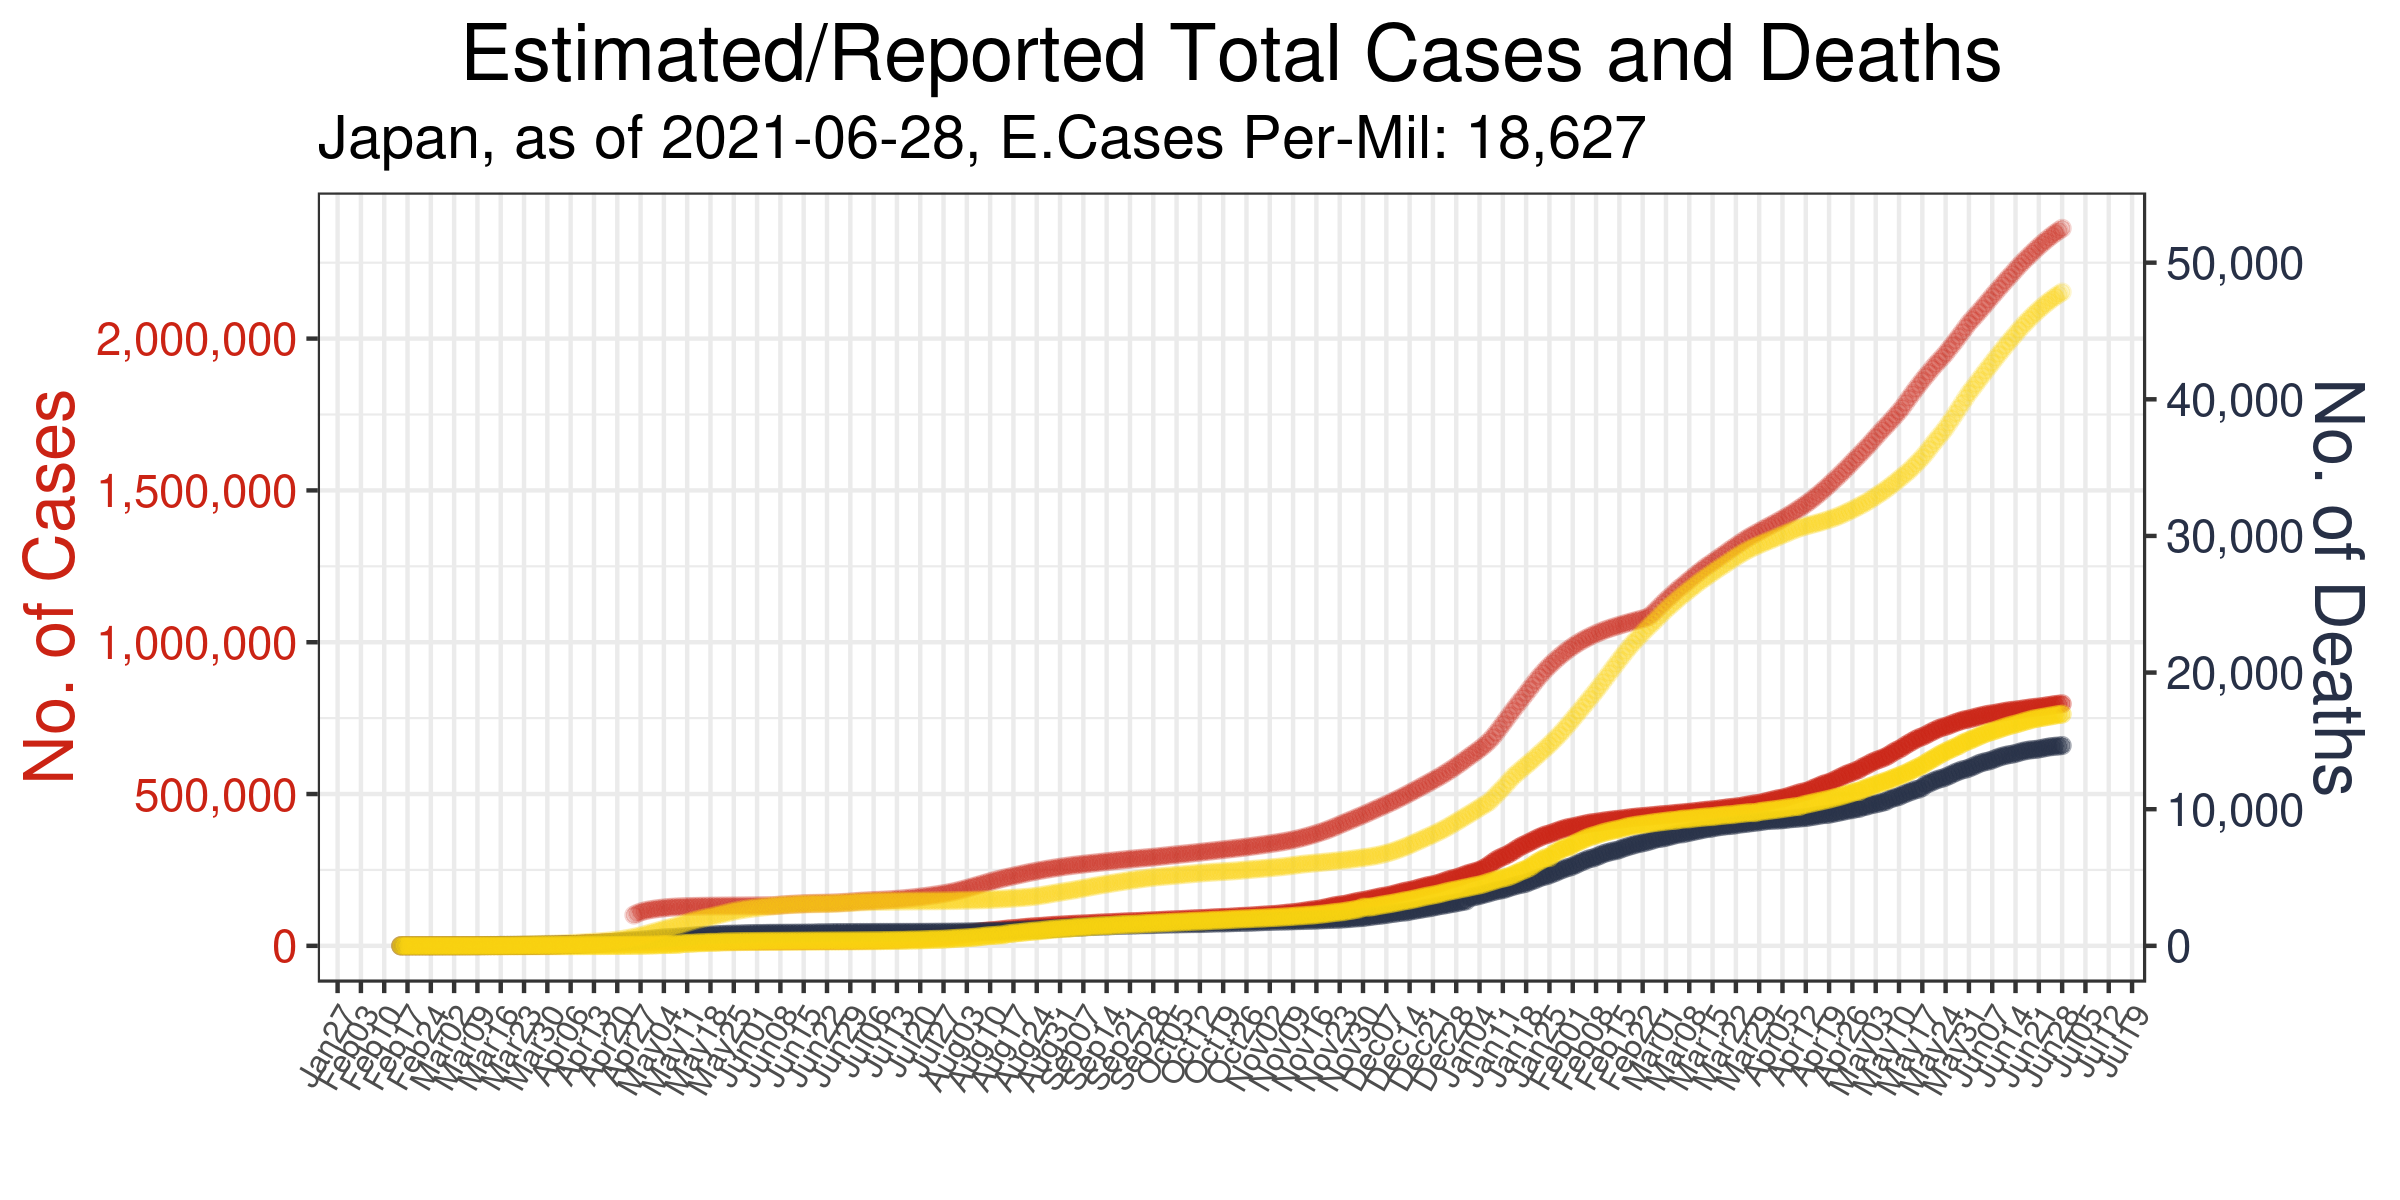 Estimated/Reported Total Cases and Deaths
Japan, as of 2021-06-28, E.Cases Per-Mil: 18,627
No. of Cases
2,000,000
1,500,000
1,000,000
500,000
0
50,000
40,000
30,000
20,000
10,000
0
No. of Deaths
Jan27
Feb03
Feb10
Feb17
Feb24
Mar02
Mar09
Mar16
Mar23
Mar30
Apr06
Apr13
Apr20
Apr27
May04
May11
May18
May25
Jun01
Jun08
Jun15
Jun22
Jun29
Jul06
Jul13
Jul20
Jul27
Aug03
Aug10
Aug17
Aug24
Aug31
Sep07
Sep14
Sep21
Sep28
Oct05
Oct12
Oct19
Oct26
Nov02
Nov09
Nov16
Nov23
Nov30
Dec07
Dec14
Dec21
Dec28
Jan04
Jan11
Jan18
Jan25
Feb01
Feb08
Feb15
Feb22
Mar01
Mar08
Mar15
Mar22
Mar29
Apr05
Apr12
Apr19
Apr26
May03
May10
May17
May24
May31
Jun07
Jun14
Jun21
Jun28
Jul05
Jul12
Jul19